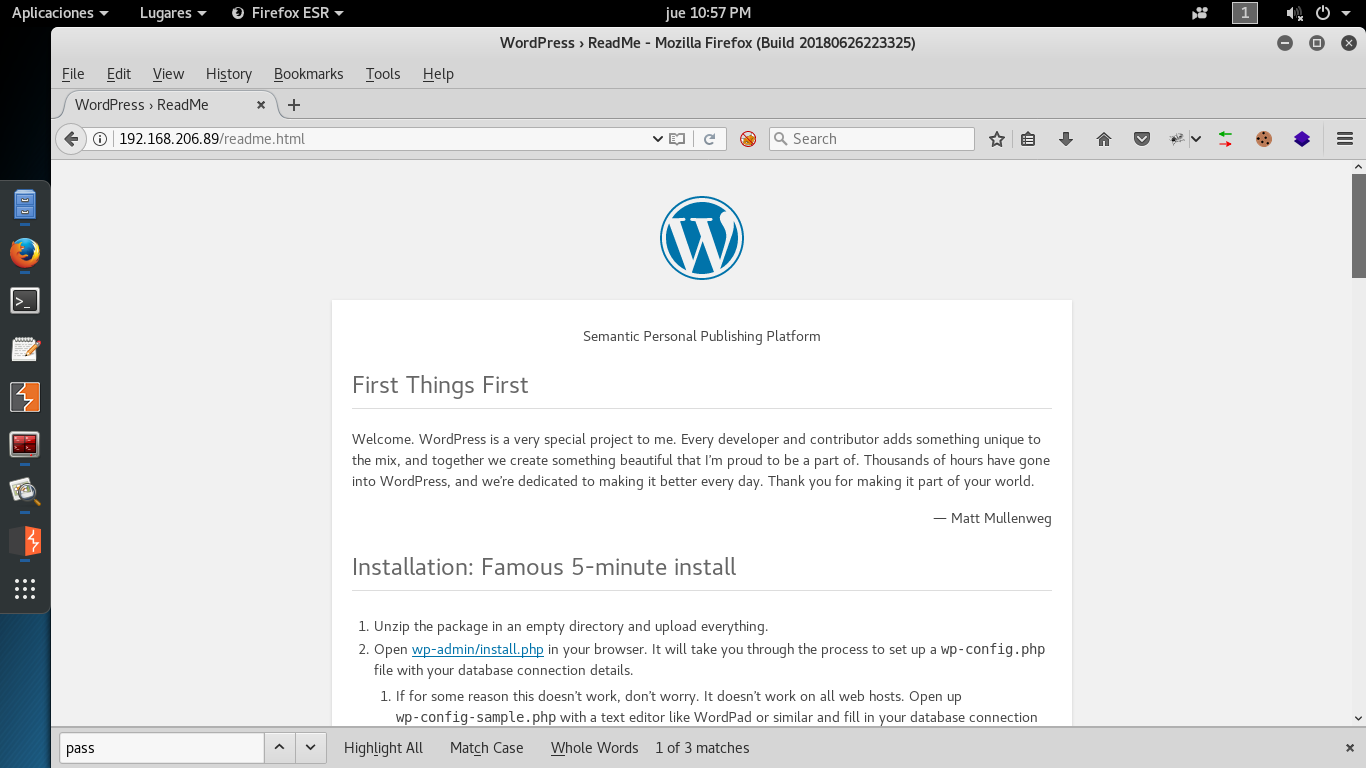 Aplicaciones Lugares Firefox ESR jue 10:57 PM 1
WordPress › ReadMe - Mozilla Firefox (Build 20180626223325)
File Edit View History Bookmarks Tools Help
WordPress › ReadMe
192.168.206.89/readme.html Search
W
Semantic Personal Publishing Platform
First Things First
Welcome. WordPress is a very special project to me. Every developer and contributor adds something unique to
the mix, and together we create something beautiful that I’m proud to be a part of. Thousands of hours have gone
into WordPress, and we’re dedicated to making it better every day. Thank you for making it part of your world.
— Matt Mullenweg
Installation: Famous 5-minute install
1. Unzip the package in an empty directory and upload everything.
2. Open wp-admin/install.php in your browser. It will take you through the process to set up a wp-config.php
file with your database connection details.
1. If for some reason this doesn’t work, don’t worry. It doesn’t work on all web hosts. Open up
wp-config-sample.php with a text editor like WordPad or similar and fill in your database connection
pass Highlight All Match Case Whole Words 1 of 3 matches